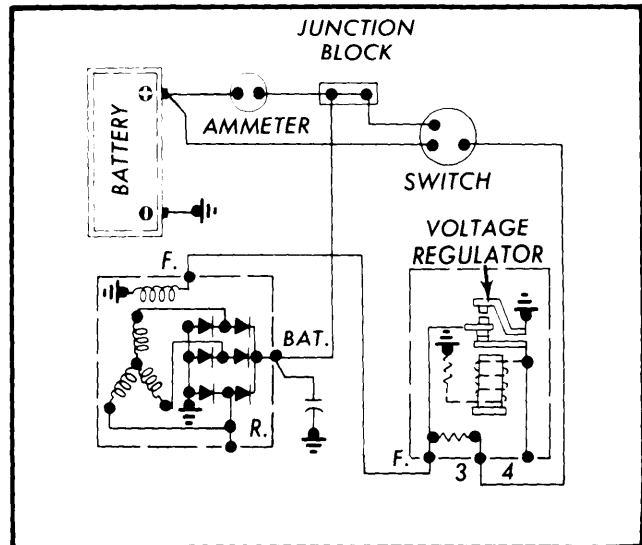 JUNCTION
BLOCK
BATTERY
AMMETER
SWITCH
VOLTAGE
REGULATOR
F.
BAT.
R.
F.
3
4